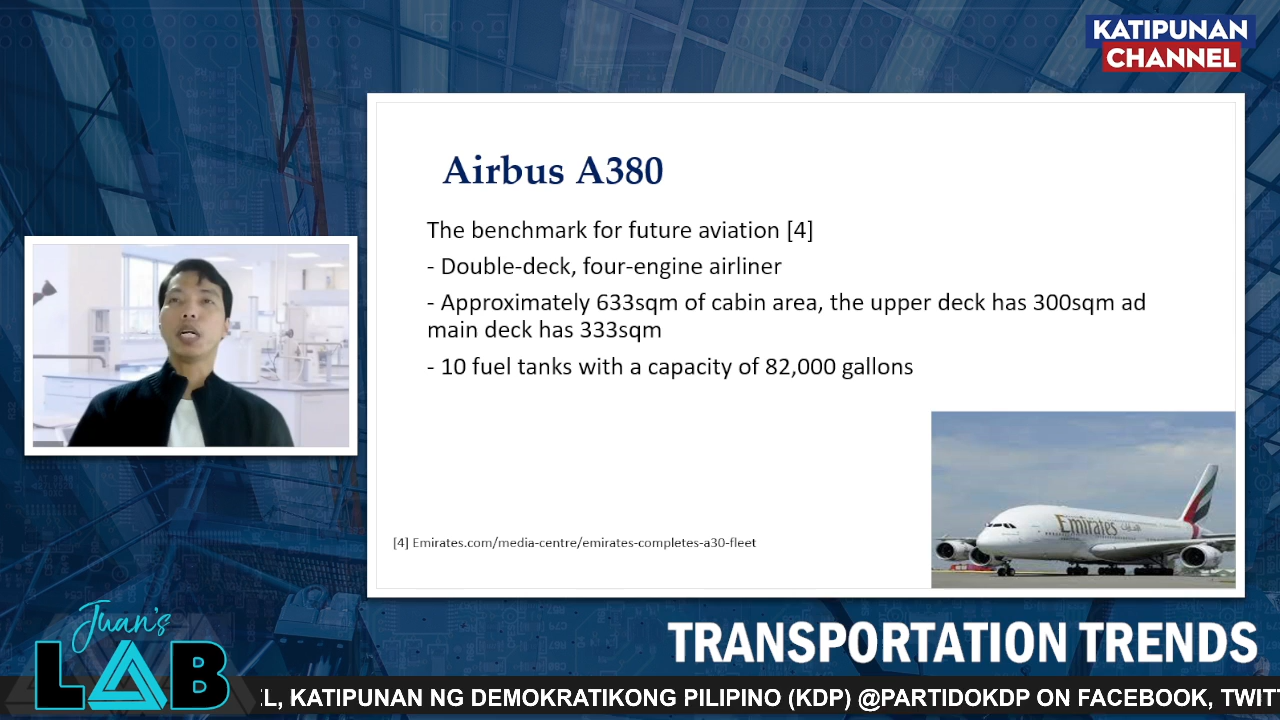 KATIPUNAN
CHANNEL
Airbus A380
The benchmark for future aviation [4]
- Double-deck, four-engine airliner
- Approximately 633sqm of cabin area, the upper deck has 300sqm ad
main deck has 333sqm
- 10 fuel tanks with a capacity of 82,000 gallons
Emirates
[4] Emirates.com/media-centre/emirates-completes-a30-fleet
Juan's
LAB
TRANSPORTATION TRENDS
EL, KATIPUNAN NG DEMOKRATIKONG PILIPINO (KDP) @PARTIDOKDP ON FACEBOOK, TWIT